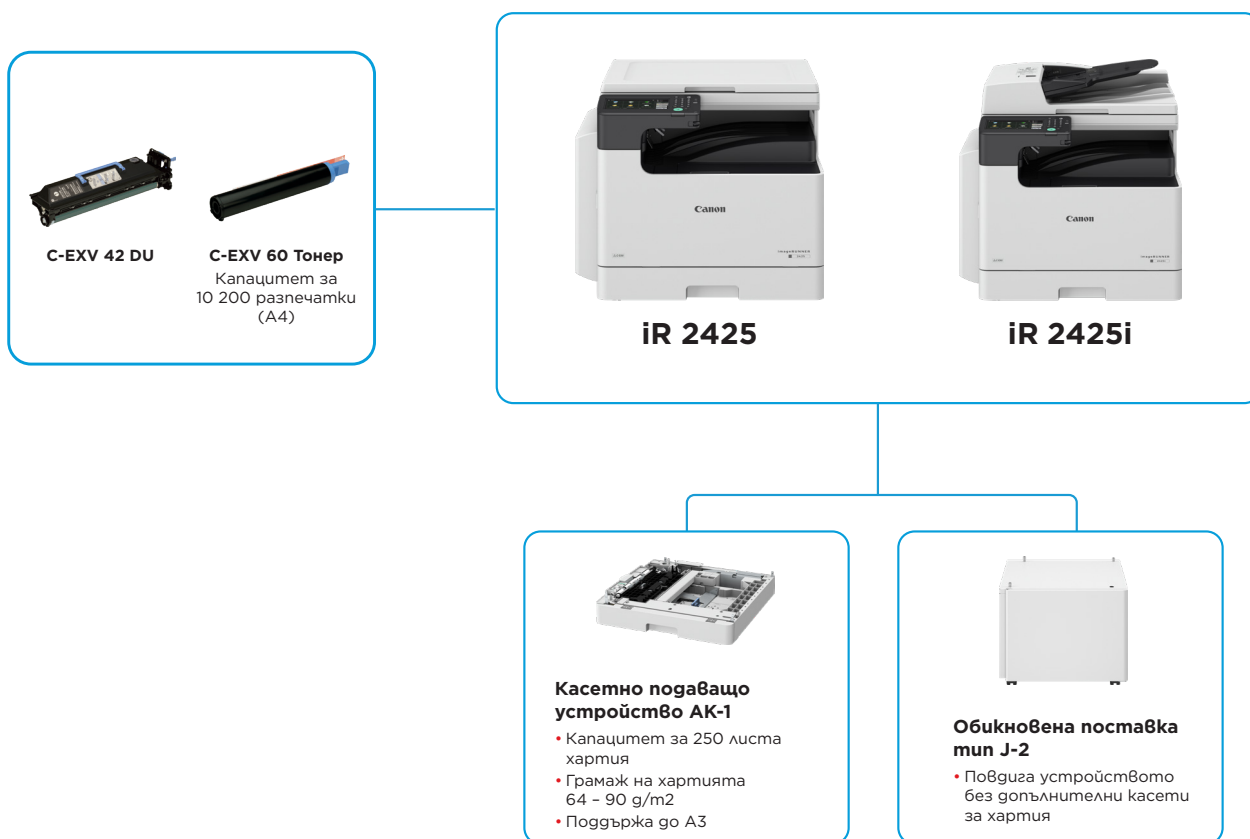 C-EXV 42 DU
C-EXV 60 Тонер
Капацитет за
10 200 разпечатки
(A4)
Canon
Canon
iR 2425
iR 2425i
Касетно подаващо
устройство AK-1
• Капацитет за 250 листа
хартия
• Грамаж на хартията
64 – 90 g/m2
• Поддържа до A3
Обикновена поставка
тип J-2
• Повдига устройството
без допълнителни касети
за хартия